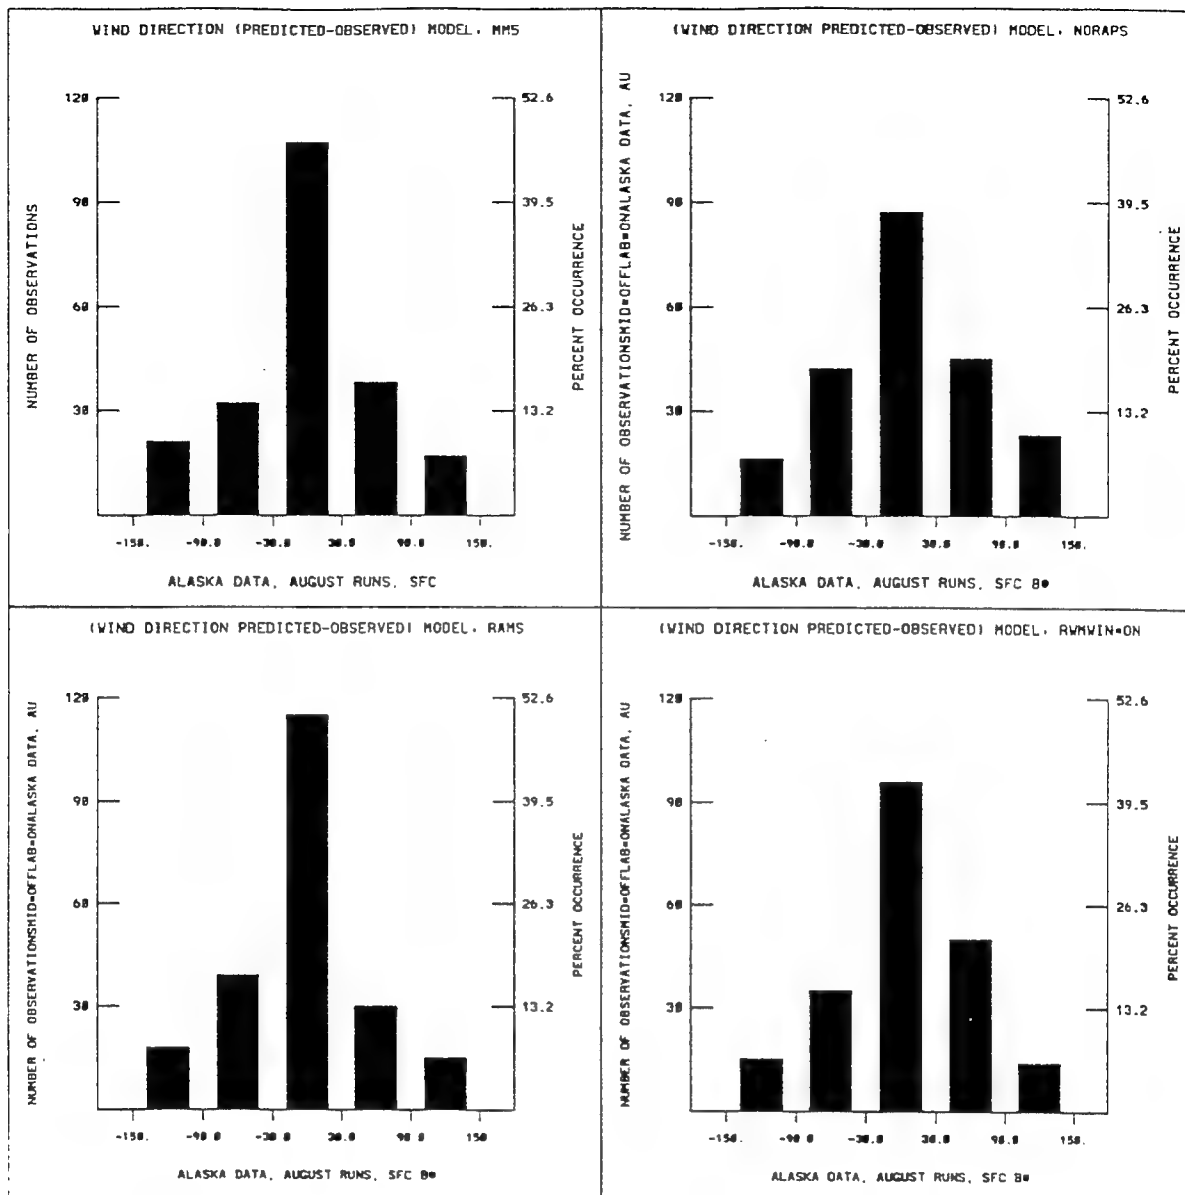 WIND DIRECTION (PREDICTED-OBSERVED) MODEL, MM5
NUMBER OF OBSERVATIONS
120
90
60
30
52.6
39.5
26.3
13.2
PERCENT OCCURRENCE
-150. -90.0 -30.0 30.0 90.0 150.
ALASKA DATA, AUGUST RUNS, SFC
(WIND DIRECTION PREDICTED-OBSERVED) MODEL, NORAPS
NUMBER OF OBSERVATIONSMID=OFFLAB=ONALASKA DATA, AU
120
90
60
30
52.6
39.5
26.3
13.2
PERCENT OCCURRENCE
-150. -90.0 -30.0 30.0 90.0 150.
ALASKA DATA, AUGUST RUNS, SFC 8
(WIND DIRECTION PREDICTED-OBSERVED) MODEL, RAMS
NUMBER OF OBSERVATIONSMID=OFFLAB=ONALASKA DATA, AU
120
90
60
30
52.6
39.5
26.3
13.2
PERCENT OCCURRENCE
-150. -90.0 -30.0 30.0 90.0 150.
ALASKA DATA, AUGUST RUNS, SFC 8
(WIND DIRECTION PREDICTED-OBSERVED) MODEL, RWMWIN=ON
NUMBER OF OBSERVATIONSMID=OFFLAB=ONALASKA DATA, AU
120
90
60
30
52.6
39.5
26.3
13.2
PERCENT OCCURRENCE
-150. -90.0 -30.0 30.0 90.0 150.
ALASKA DATA, AUGUST RUNS, SFC 8